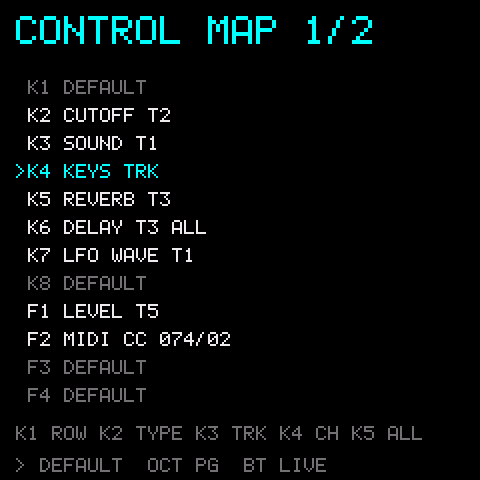 CONTROL MAP 1/2
K1 DEFAULT
K2 CUTOFF T2
K3 SOUND T1
>K4 KEYS TRK
K5 REVERB T3
K6 DELAY T3 ALL
K7 LFO WAVE T1
K8 DEFAULT
F1 LEVEL T5
F2 MIDI CC 074/02
F3 DEFAULT
F4 DEFAULT
K1 ROW K2 TYPE K3 TRK K4 CH K5 ALL
> DEFAULT  OCT PG  BT LIVE